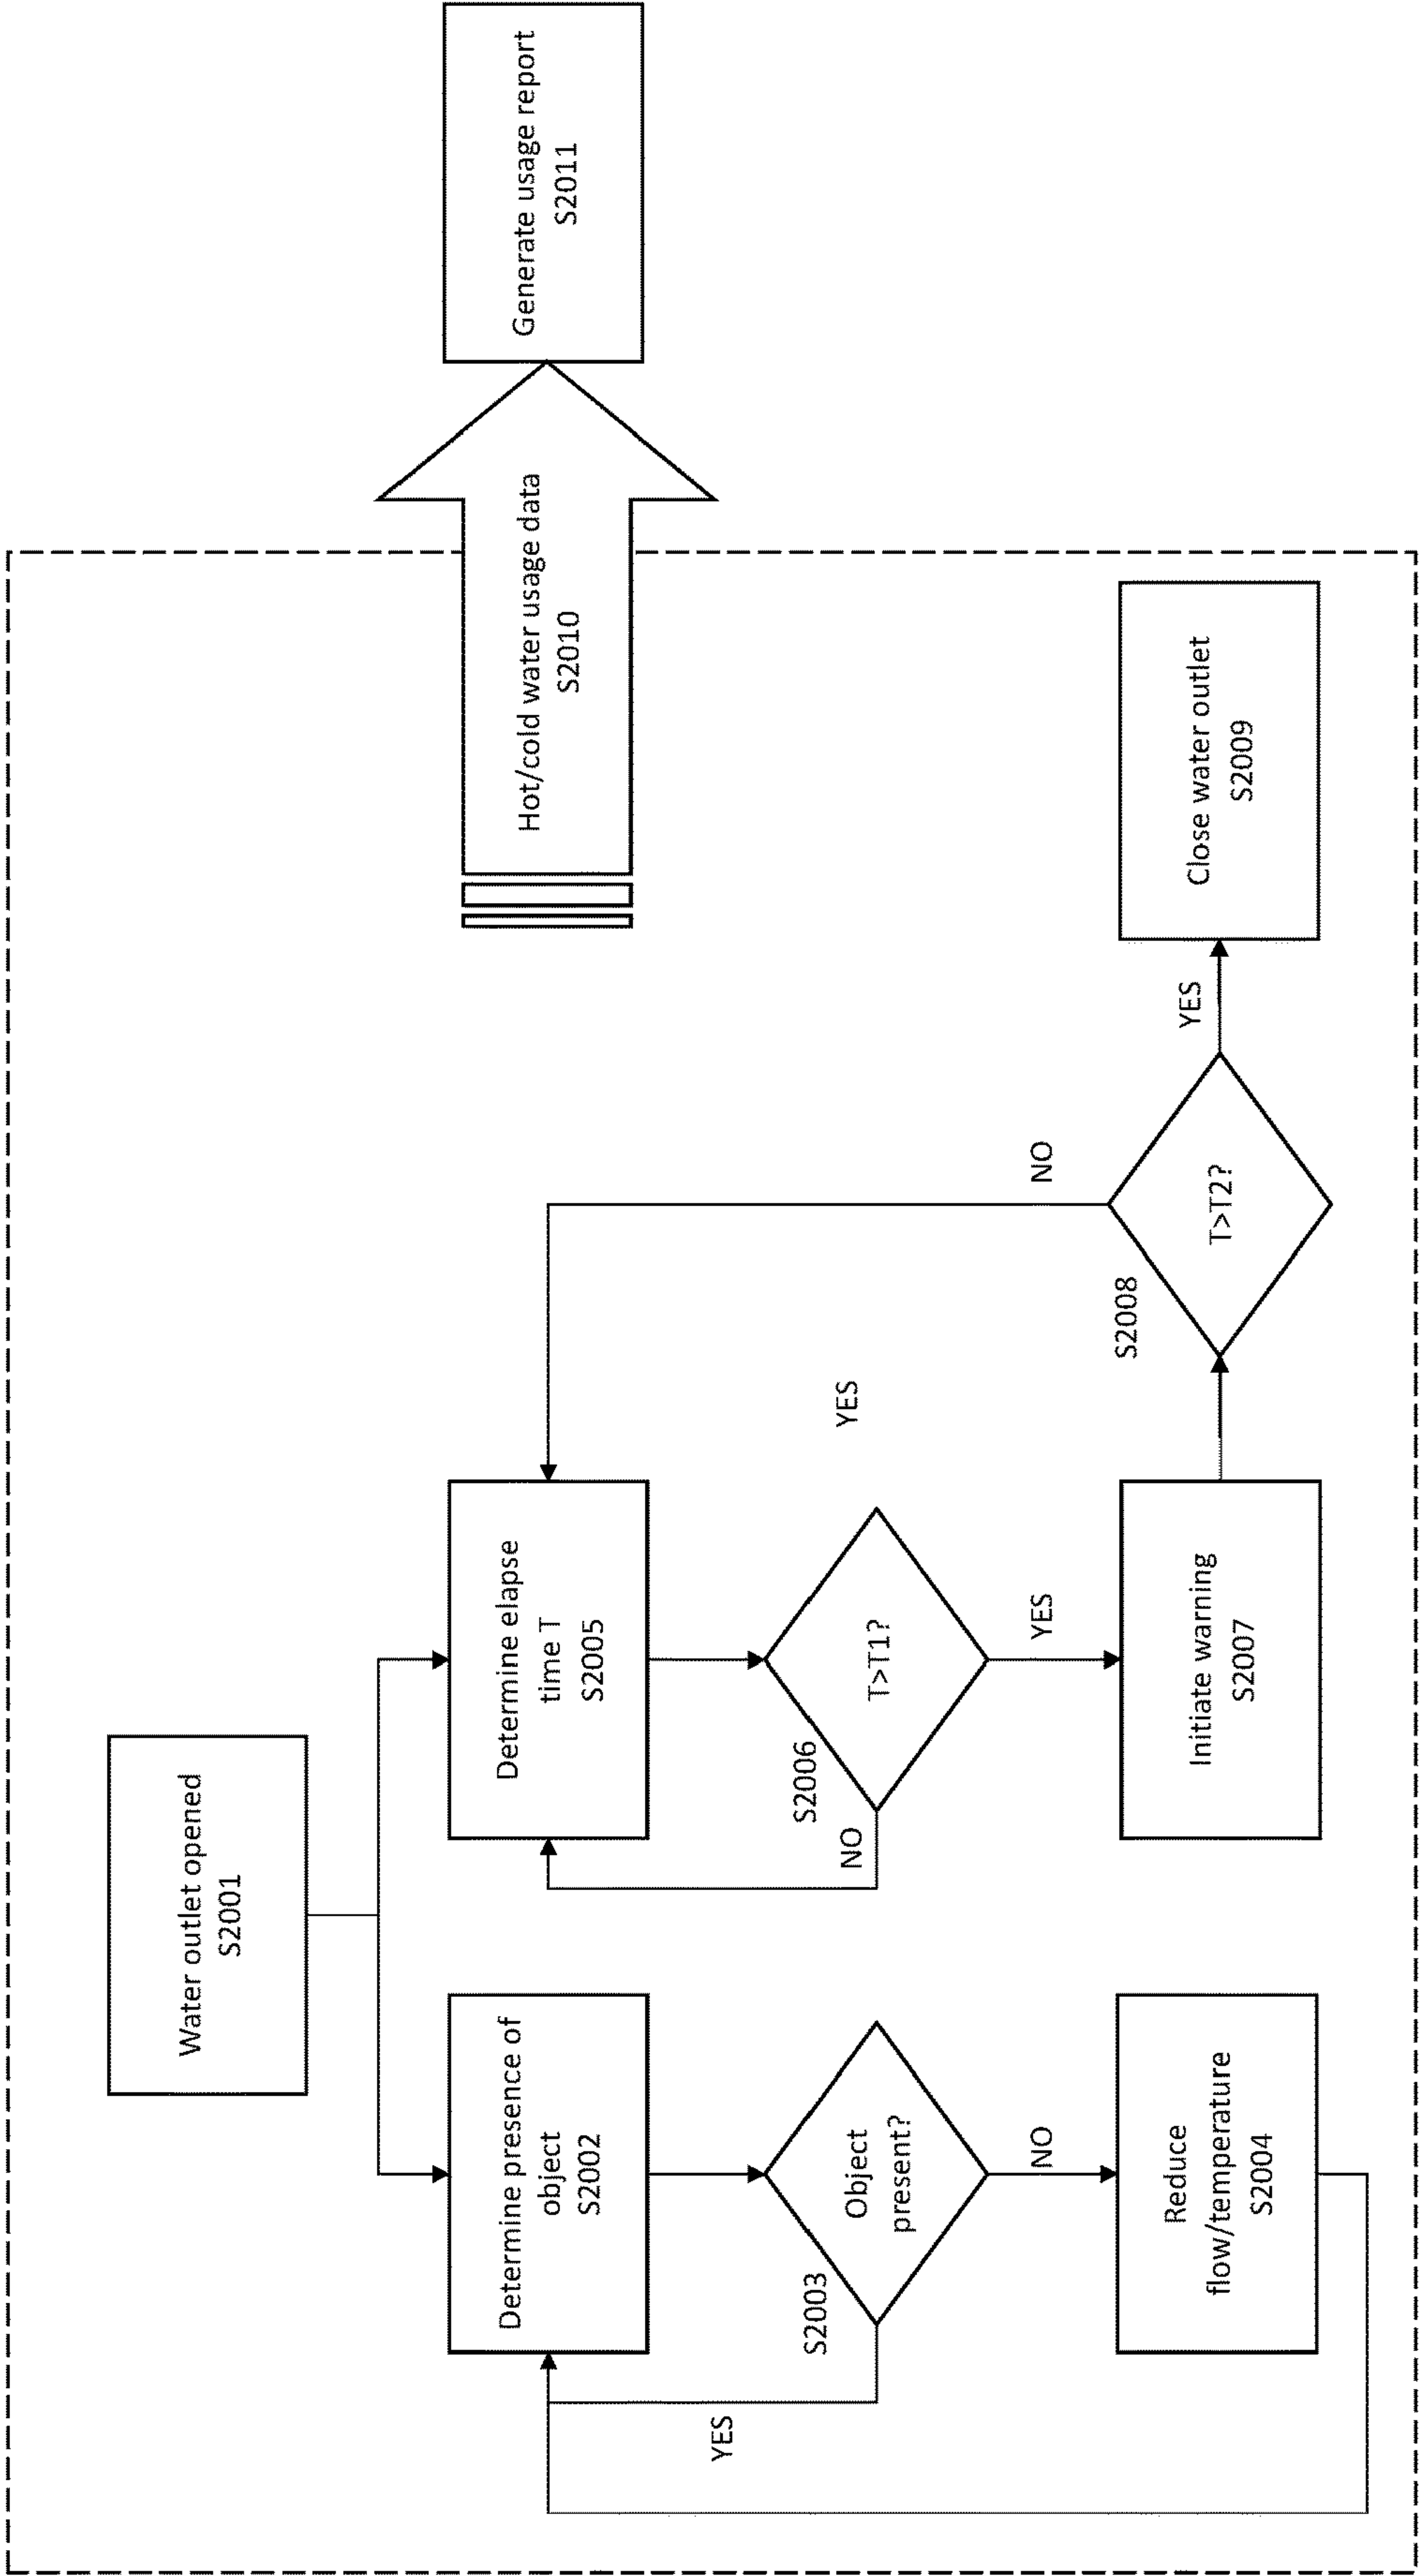 Water outlet opened
S2001
Determine presence of
object
S2002
Object
present?
S2003
YES
NO
Reduce
flow/temperature
S2004
Determine elapse
time T
S2005
T>T1?
S2006
NO
YES
YES
Initiate warning
S2007
T>T2?
S2008
NO
YES
Close water outlet
S2009
Hot/cold water usage data
S2010
Generate usage report
S2011